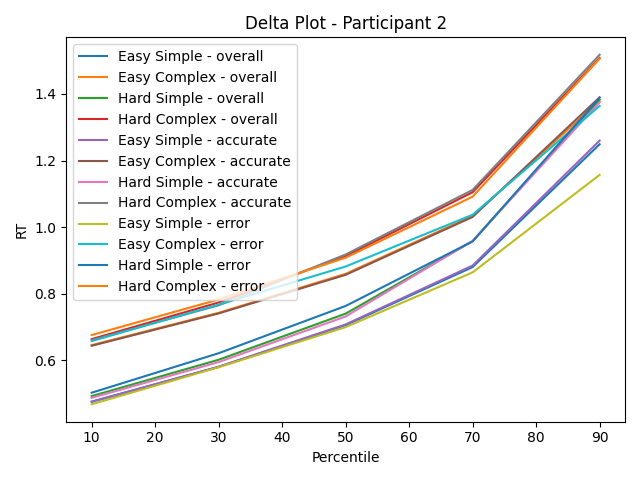 Delta Plot - Participant 2
Easy Simple - overall
Easy Complex - overall
Hard Simple - overall
Hard Complex - overall
Easy Simple - accurate
Easy Complex - accurate
Hard Simple - accurate
Hard Complex - accurate
Easy Simple - error
Easy Complex - error
Hard Simple - error
Hard Complex - error
RT
1.4
1.2
1.0
0.8
0.6
10 20 30 40 50 60 70 80 90
Percentile